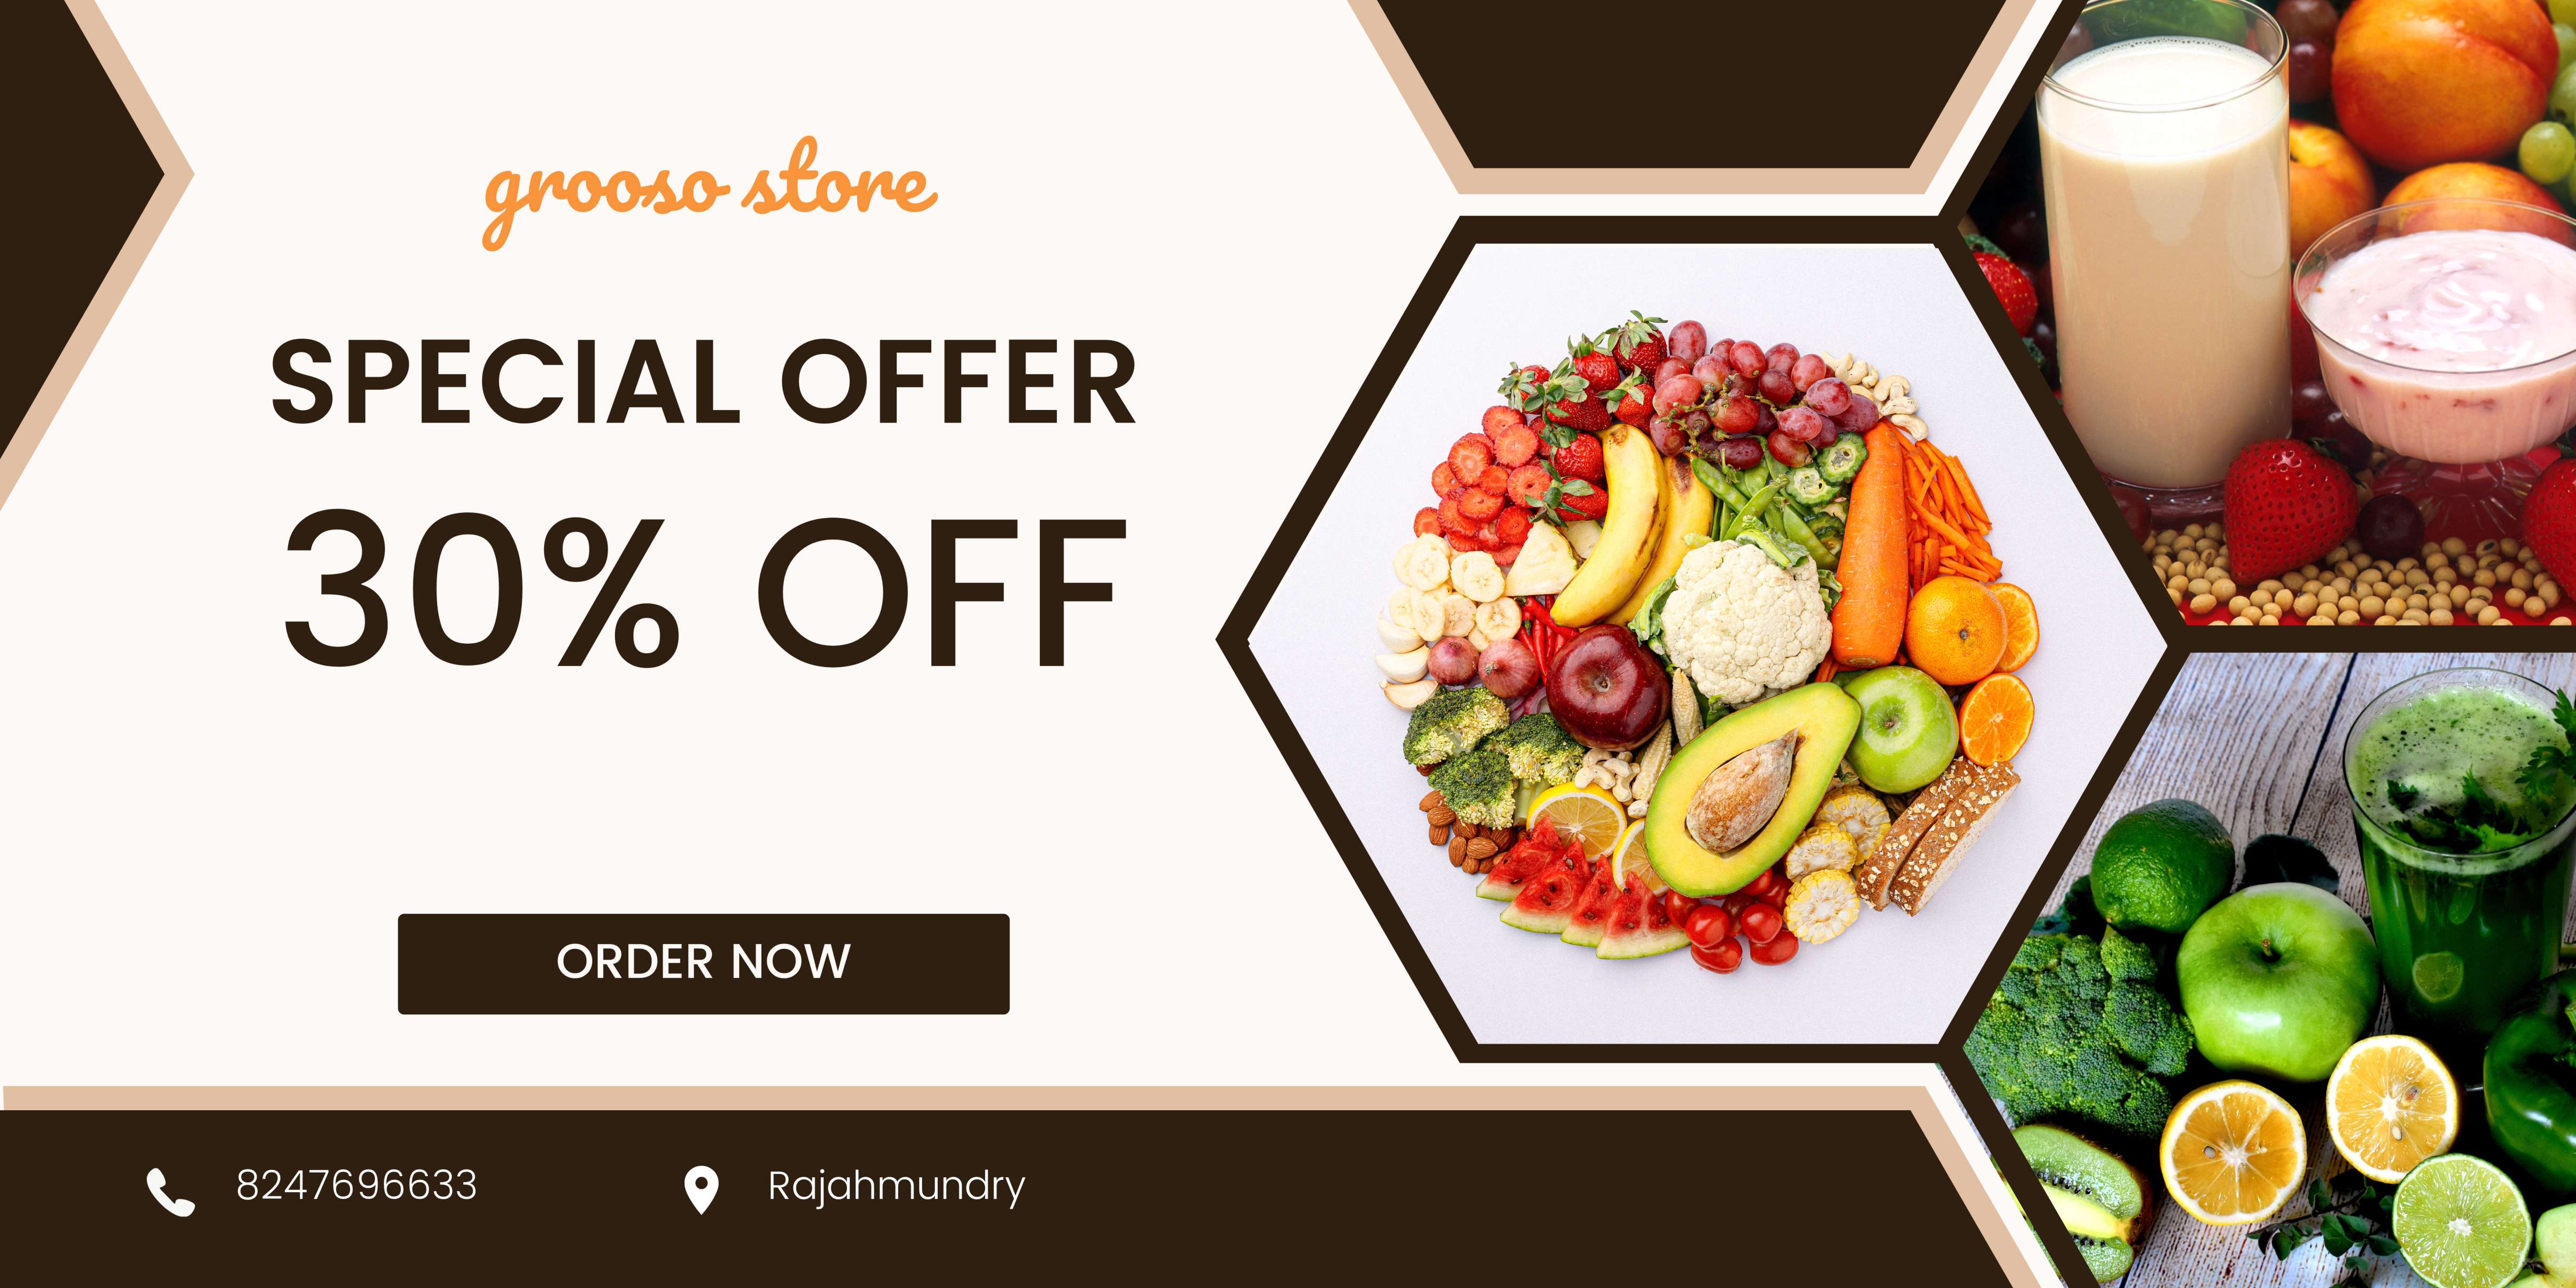 grooso store
SPECIAL OFFER
30% OFF
ORDER NOW
8247696633
Rajahmundry